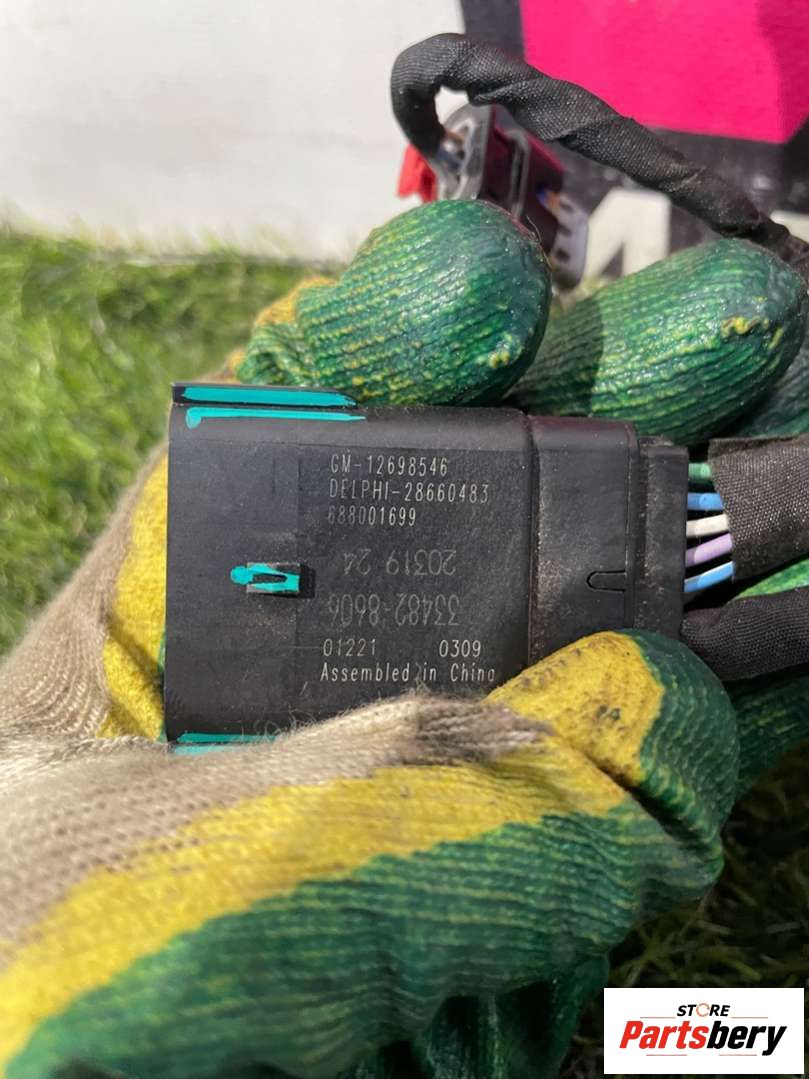 GM-12698546
DELPHI-28660483
688001699
20319 24
33482-8606
01221 0309
Assembled in China
STORE
Partsbery